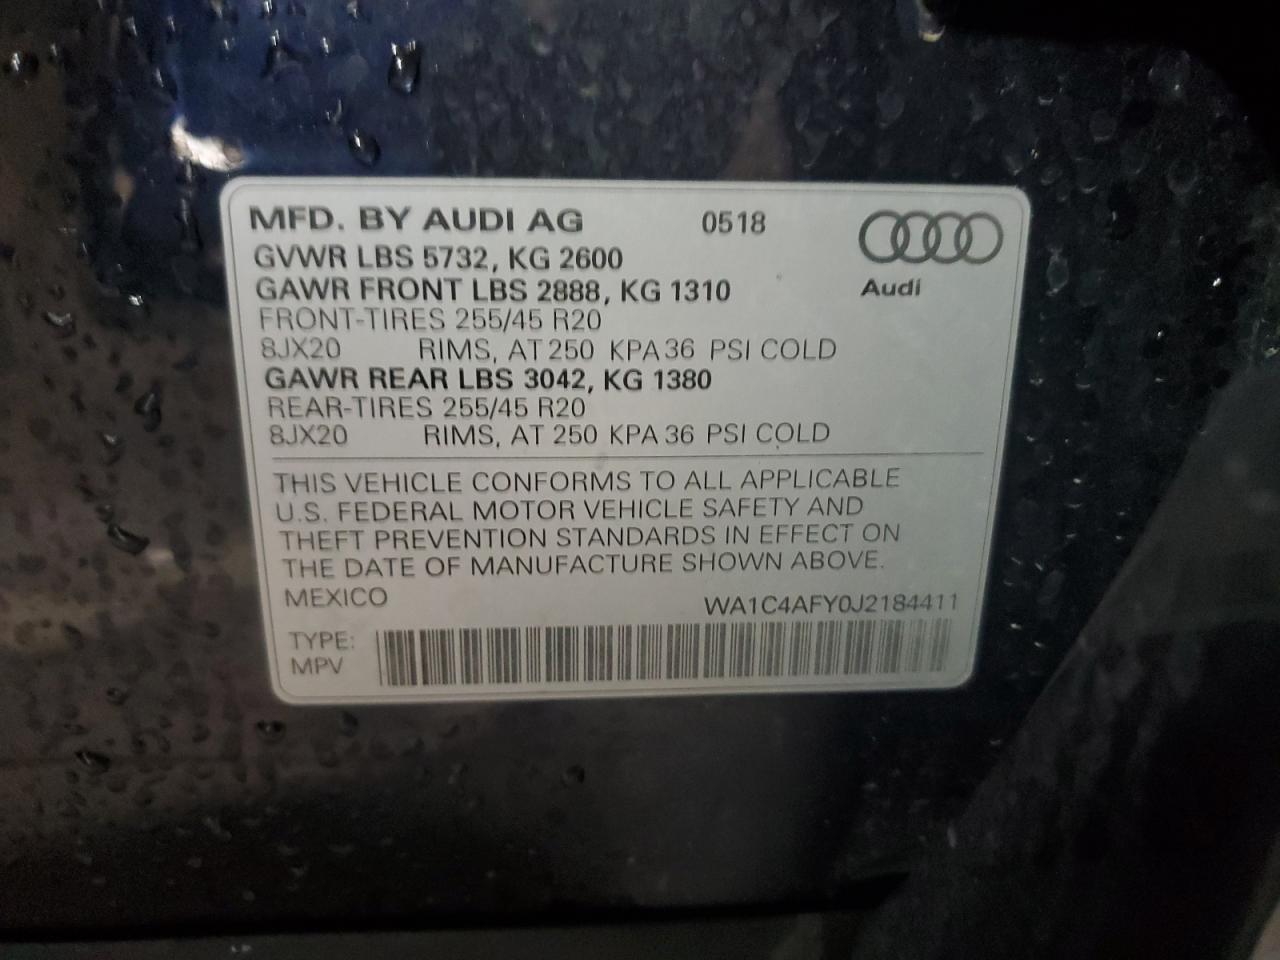 MFD. BY AUDI AG 0518
GVWR LBS 5732, KG 2600
GAWR FRONT LBS 2888, KG 1310
Audi
FRONT-TIRES 255/45 R20
8JX20 RIMS, AT 250 KPA 36 PSI COLD
GAWR REAR LBS 3042, KG 1380
REAR-TIRES 255/45 R20
8JX20 RIMS, AT 250 KPA 36 PSI COLD
THIS VEHICLE CONFORMS TO ALL APPLICABLE
U.S. FEDERAL MOTOR VEHICLE SAFETY AND
THEFT PREVENTION STANDARDS IN EFFECT ON
THE DATE OF MANUFACTURE SHOWN ABOVE.
MEXICO WA1C4AFY0J2184411
TYPE:
MPV